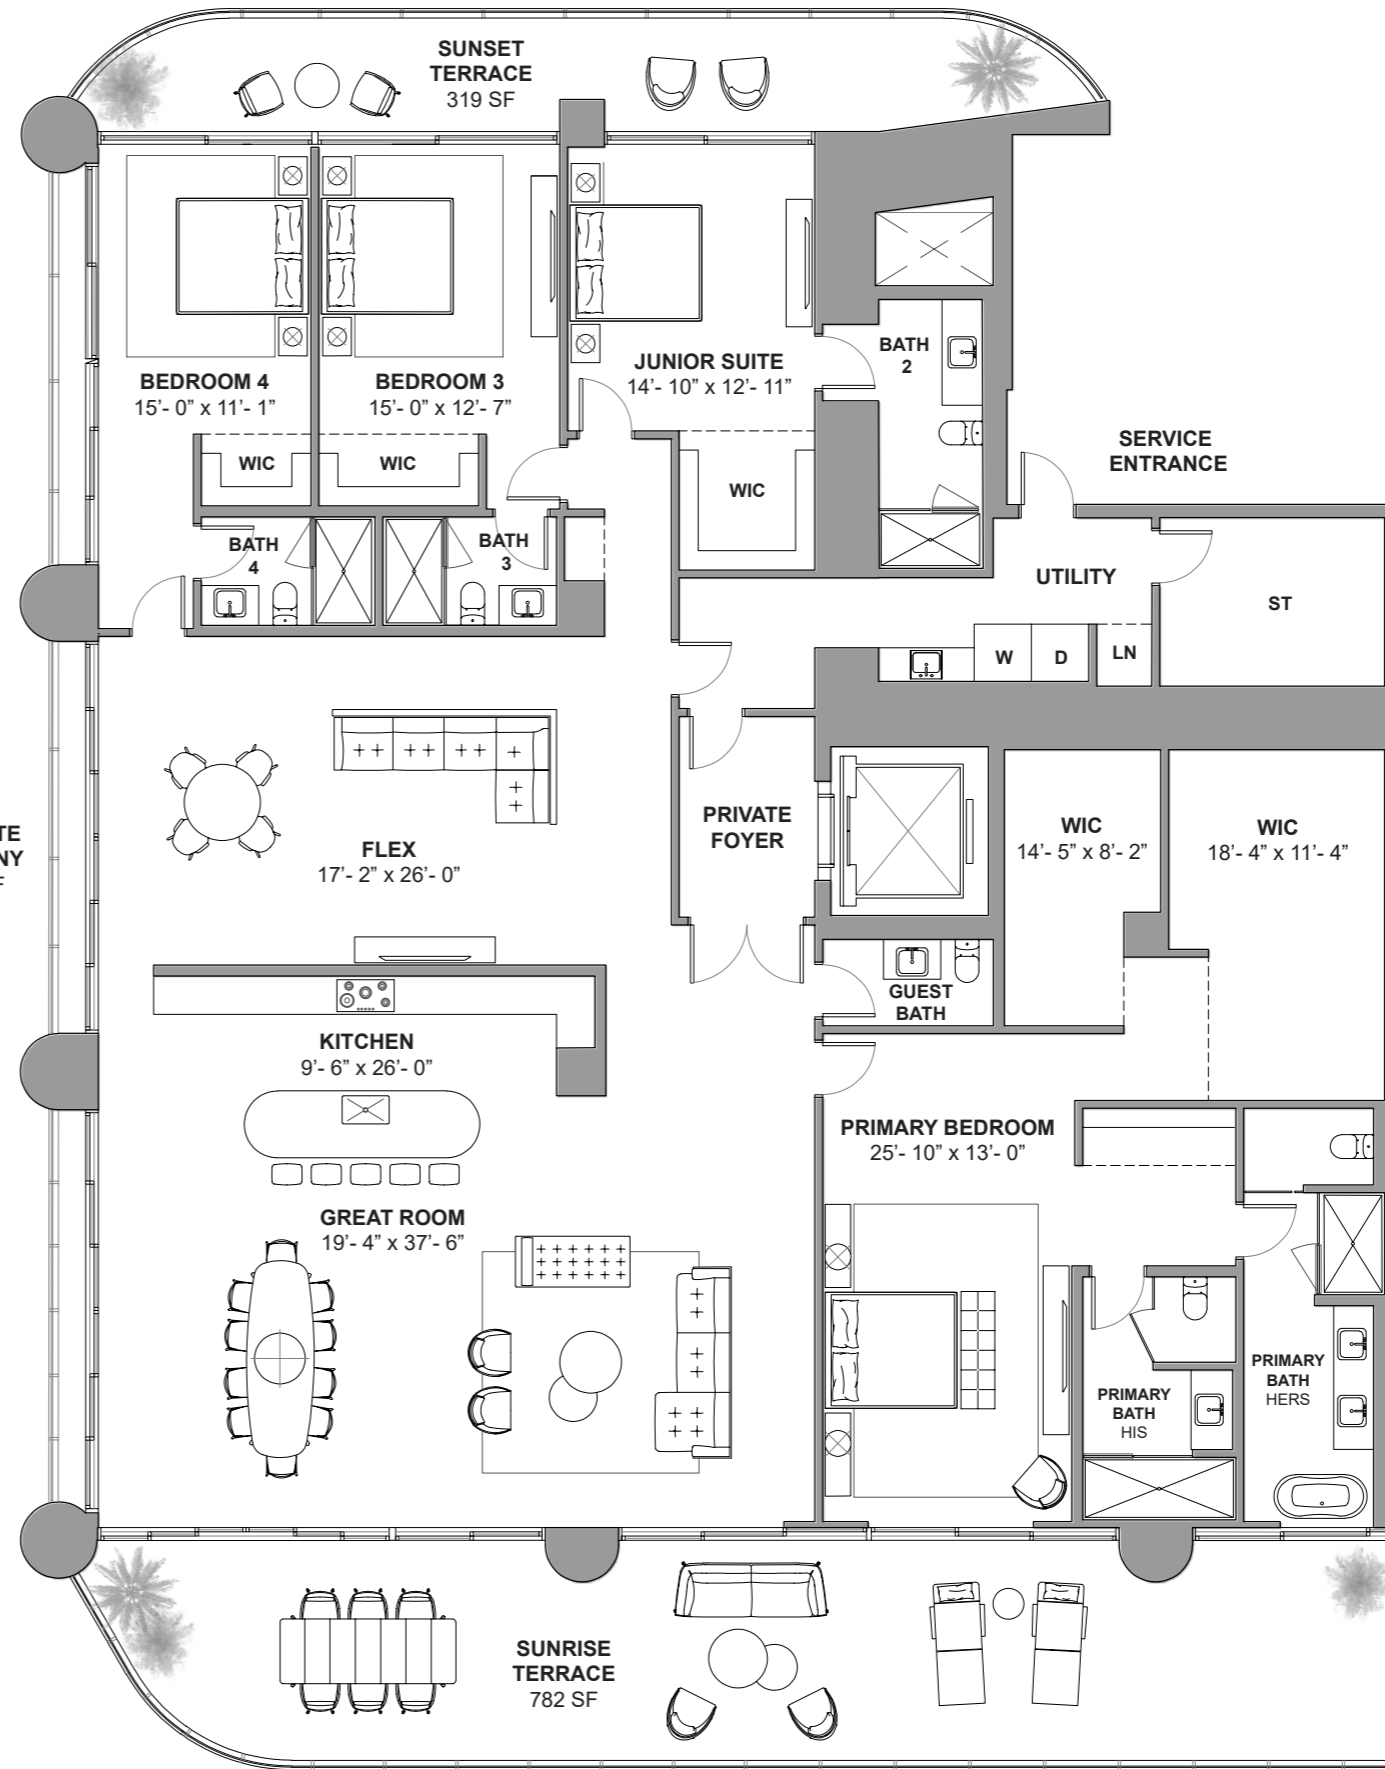 SUNSET
TERRACE
319 SF
BEDROOM 4
15’- 0” x 11’- 1”
BEDROOM 3
15’- 0” x 12’- 7”
JUNIOR SUITE
14’- 10” x 12’- 11”
BATH
2
WIC
WIC
WIC
SERVICE
ENTRANCE
BATH
4
BATH
3
UTILITY
ST
W
D
LN
PRIVATE
FOYER
FLEX
17’- 2” x 26’- 0”
WIC
14’- 5” x 8’- 2”
WIC
18’- 4” x 11’- 4”
GUEST
BATH
KITCHEN
9’- 6” x 26’- 0”
PRIMARY BEDROOM
25’- 10” x 13’- 0”
GREAT ROOM
19’- 4” x 37’- 6”
PRIMARY
BATH
HIS
PRIMARY
BATH
HERS
SUNRISE
TERRACE
782 SF